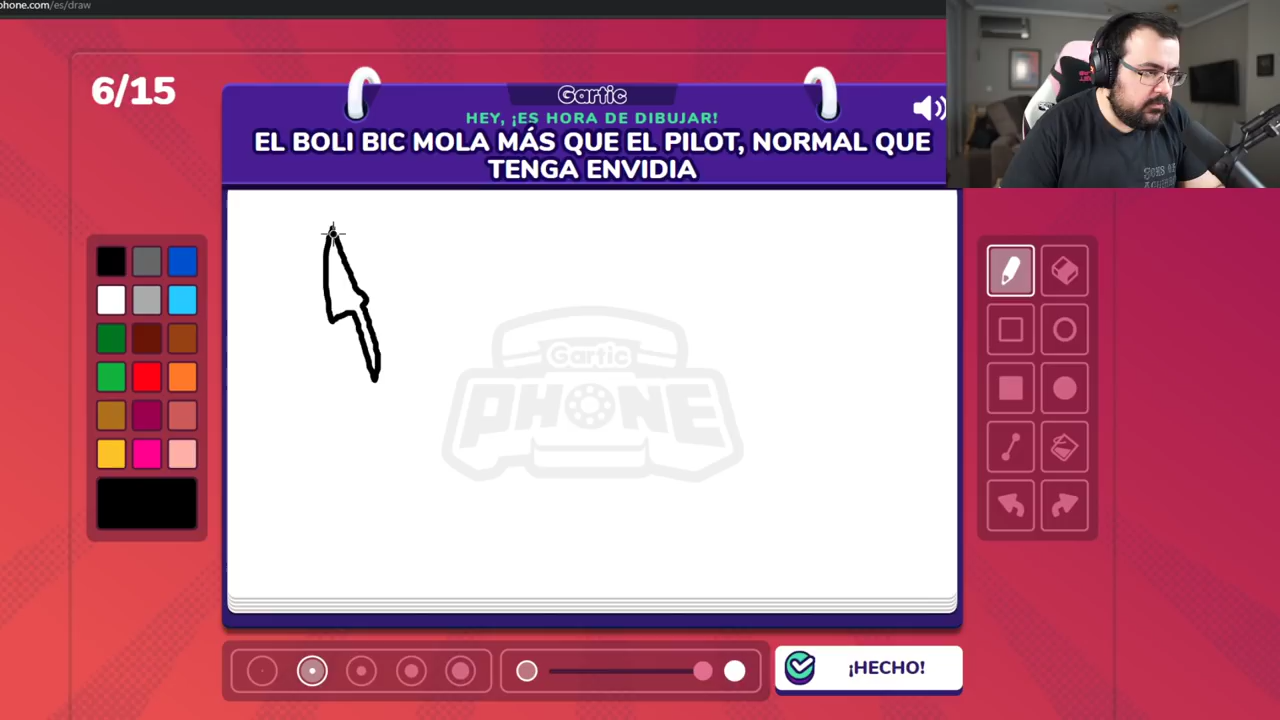 phone.com/es/draw
6/15
Gartic
HEY, ¡ES HORA DE DIBUJAR!
EL BOLI BIC MOLA MÁS QUE EL PILOT, NORMAL QUE
TENGA ENVIDIA
Gartic
PHONE
¡HECHO!